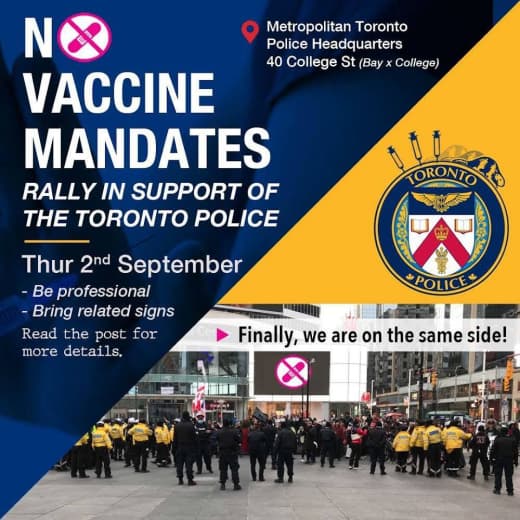 NO
VACCINE
MANDATES
RALLY IN SUPPORT OF
THE TORONTO POLICE
Thur 2nd September
- Be professional
- Bring related signs
Read the post for
more details.
Metropolitan Toronto
Police Headquarters
40 College St (Bay x College)
TORONTO
POLICE
Finally, we are on the same side!